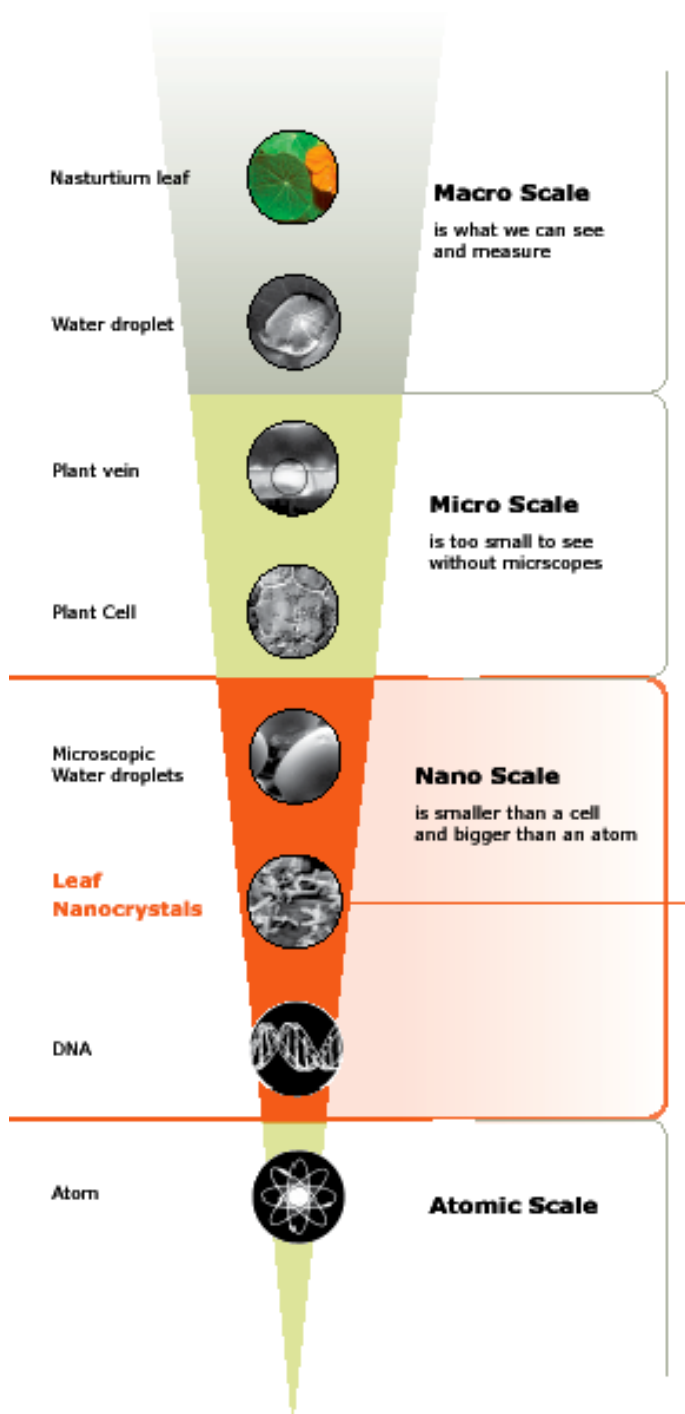 Nasturtium leaf
Macro Scale
is what we can see
and measure
Water droplet
Plant vein
Micro Scale
is too small to see
without micrscopes
Plant Cell
Microscopic
Water droplets
Nano Scale
is smaller than a cell
and bigger than an atom
Leaf
Nanocrystals
DNA
Atom
Atomic Scale